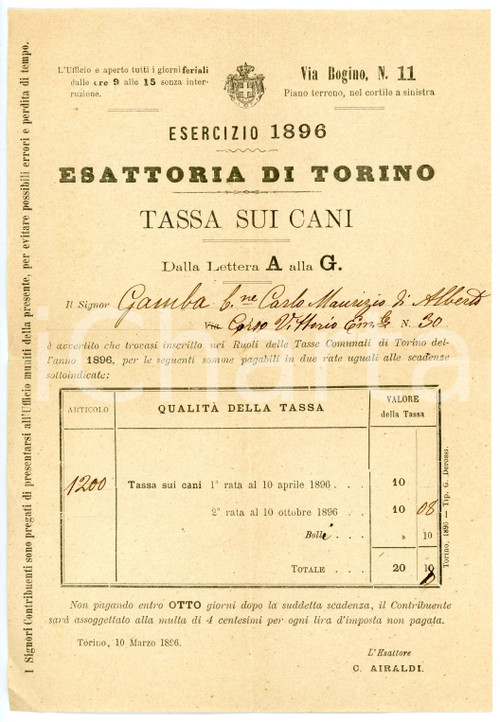 L'Ufficio e aperto tutti i giorni feriali
dalle ore 9 alle 15 senza inter-
ruzione.
Via Bogino, N. 11
Piano terreno, nel cortile a sinistra
ESERCIZIO 1896
ESATTORIA DI TORINO
TASSA SUI CANI
Dalla Lettera A alla G.
Il Signor Gamba b.ne Carlo Maurizio di Alberto
Via Corso Vittorio Em. N. 30
è avvertito che trovasi inscritto nei Ruoli delle Tasse Comunali di Torino del-
l'anno 1896, per le seguenti somme pagabili in due rate uguali alle scadenze
sottoindicate:
ARTICOLO QUALITÀ DELLA TASSA VALORE
della Tassa
1200 Tassa sui cani 1ª rata al 10 aprile 1896 . . . 10
2ª rata al 10 ottobre 1896 . . . 10 08
Bolli . . . » 10
TOTALE . . . 20
Non pagando entro OTTO giorni dopo la suddetta scadenza, il Contribuente
sarà assoggettato alla multa di 4 centesimi per ogni lira d'imposta non pagata.
Torino, 10 Marzo 1896.
L'Esattore
C. AIRALDI.
I Signori Contribuenti sono pregati di presentarsi all'Ufficio muniti della presente, per evitare possibili errori e perdita di tempo.
Torino, 1896 — Tip. G. Derossi.
iCharta